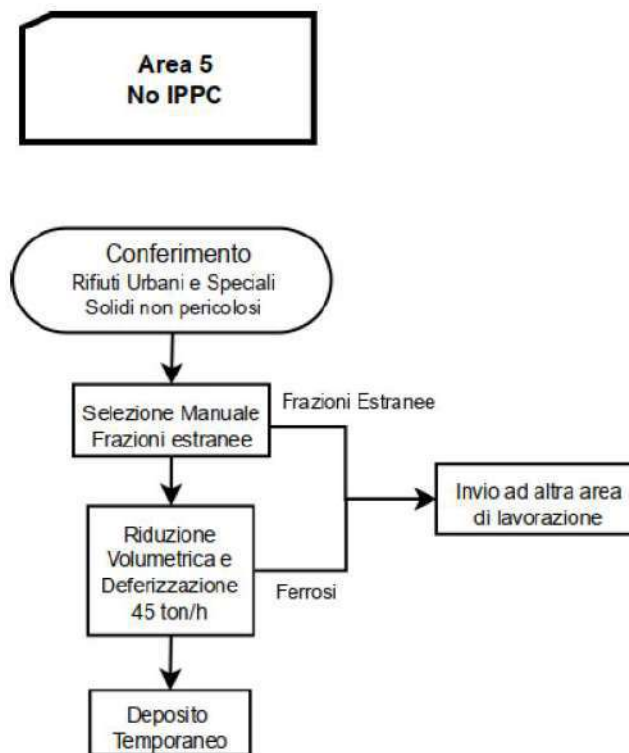 Area 5
No IPPC
Conferimento
Rifiuti Urbani e Speciali
Solidi non pericolosi
Selezione Manuale
Frazioni estranee
Frazioni Estranee
Invio ad altra area
di lavorazione
Riduzione
Volumetrica e
Deferizzazione
45 ton/h
Ferrosi
Deposito
Temporaneo